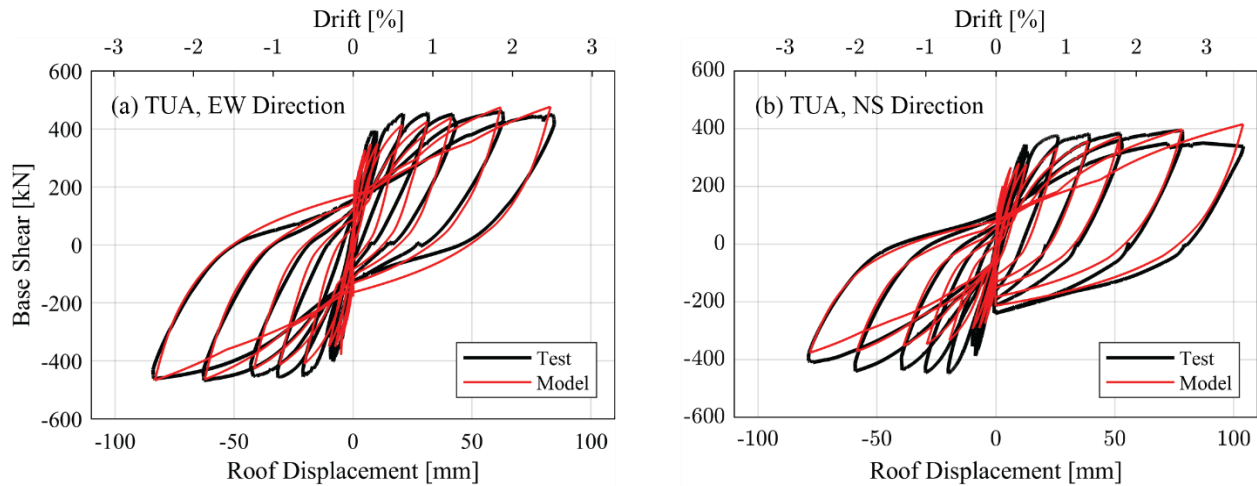 Drift [%]
-3 -2 -1 0 1 2 3
600
400
200
0
-200
-400
-600
Base Shear [kN]
(a) TUA, EW Direction
Test
Model
-100 -50 0 50 100
Roof Displacement [mm]
Drift [%]
-3 -2 -1 0 1 2 3
600
400
200
0
-200
-400
-600
(b) TUA, NS Direction
Test
Model
-100 -50 0 50 100
Roof Displacement [mm]